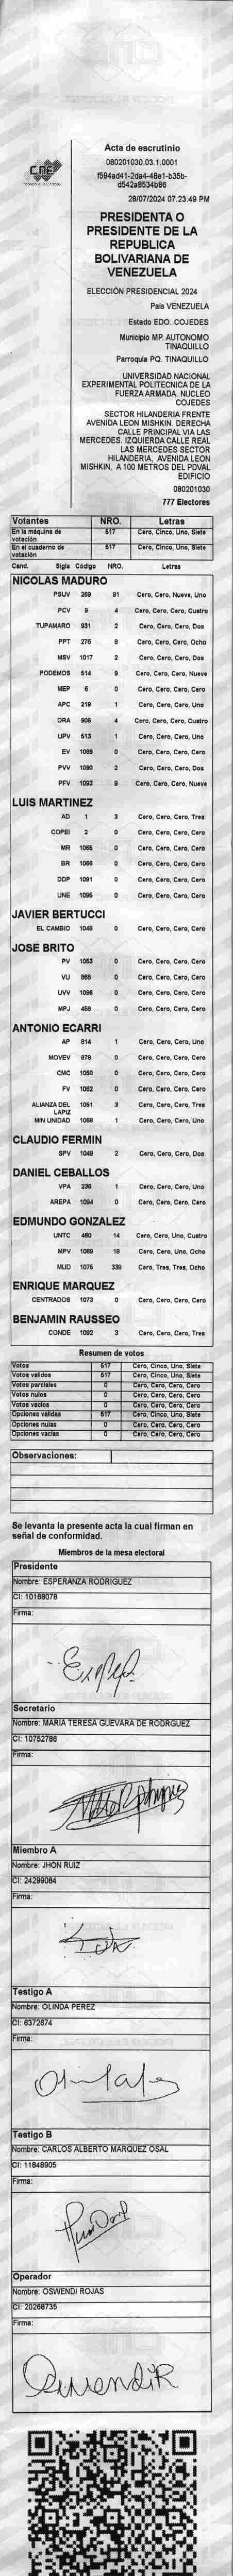 CNE
Acta de escrutinio
080201030.03.1.0001
f594ad41-2da4-48e1-b35b-
d542a8534b86
28/07/2024 07:23:49 PM
PRESIDENTA O
PRESIDENTE DE LA
REPUBLICA
BOLIVARIANA DE
VENEZUELA
ELECCIÓN PRESIDENCIAL 2024
País VENEZUELA
Estado EDO. COJEDES
Municipio MP. AUTONOMO
TINAQUILLO
Parroquia PQ. TINAQUILLO
UNIVERSIDAD NACIONAL
EXPERIMENTAL POLITECNICA DE LA
FUERZA ARMADA. NUCLEO
COJEDES
SECTOR HILANDERIA FRENTE
AVENIDA LEON MISHKIN. DERECHA
CALLE PRINCIPAL VIA LAS
MERCEDES. IZQUIERDA CALLE REAL
LAS MERCEDES SECTOR
HILANDERIA, AVENIDA LEON
MISHKIN, A 100 METROS DEL PDVAL
EDIFICIO
080201030
777 Electores
Votantes NRO. Letras
En la máquina de votación 517 Cero, Cinco, Uno, Siete
En el cuaderno de votación 517 Cero, Cinco, Uno, Siete
Cand. Sigla Código NRO. Letras
NICOLAS MADURO
PSUV 269 91 Cero, Cero, Nueve, Uno
PCV 9 4 Cero, Cero, Cero, Cuatro
TUPAMARO 931 2 Cero, Cero, Cero, Dos
PPT 276 8 Cero, Cero, Cero, Ocho
MSV 1017 2 Cero, Cero, Cero, Dos
PODEMOS 514 9 Cero, Cero, Cero, Nueve
MEP 6 0 Cero, Cero, Cero, Cero
APC 219 1 Cero, Cero, Cero, Uno
ORA 906 4 Cero, Cero, Cero, Cuatro
UPV 513 1 Cero, Cero, Cero, Uno
EV 1089 0 Cero, Cero, Cero, Cero
PVV 1090 2 Cero, Cero, Cero, Dos
PFV 1093 9 Cero, Cero, Cero, Nueve
LUIS MARTINEZ
AD 1 3 Cero, Cero, Cero, Tres
COPEI 2 0 Cero, Cero, Cero, Cero
MR 1065 0 Cero, Cero, Cero, Cero
BR 1066 0 Cero, Cero, Cero, Cero
DDP 1091 0 Cero, Cero, Cero, Cero
UNE 1095 0 Cero, Cero, Cero, Cero
JAVIER BERTUCCI
EL CAMBIO 1048 0 Cero, Cero, Cero, Cero
JOSE BRITO
PV 1053 0 Cero, Cero, Cero, Cero
VU 868 0 Cero, Cero, Cero, Cero
UVV 1096 0 Cero, Cero, Cero, Cero
MPJ 458 0 Cero, Cero, Cero, Cero
ANTONIO ECARRI
AP 814 1 Cero, Cero, Cero, Uno
MOVEV 878 0 Cero, Cero, Cero, Cero
CMC 1050 0 Cero, Cero, Cero, Cero
FV 1052 0 Cero, Cero, Cero, Cero
ALIANZA DEL LAPIZ 1051 3 Cero, Cero, Cero, Tres
MIN UNIDAD 1058 1 Cero, Cero, Cero, Uno
CLAUDIO FERMIN
SPV 1049 2 Cero, Cero, Cero, Dos
DANIEL CEBALLOS
VPA 236 1 Cero, Cero, Cero, Uno
AREPA 1094 0 Cero, Cero, Cero, Cero
EDMUNDO GONZALEZ
UNTC 460 14 Cero, Cero, Uno, Cuatro
MPV 1069 18 Cero, Cero, Uno, Ocho
MUD 1075 338 Cero, Tres, Tres, Ocho
ENRIQUE MARQUEZ
CENTRADOS 1073 0 Cero, Cero, Cero, Cero
BENJAMIN RAUSSEO
CONDE 1092 3 Cero, Cero, Cero, Tres
Resumen de votos
Votos 517 Cero, Cinco, Uno, Siete
Votos validos 517 Cero, Cinco, Uno, Siete
Votos parciales 0 Cero, Cero, Cero, Cero
Votos nulos 0 Cero, Cero, Cero, Cero
Votos vacíos 0 Cero, Cero, Cero, Cero
Opciones validas 517 Cero, Cinco, Uno, Siete
Opciones nulas 0 Cero, Cero, Cero, Cero
Opciones vacías 0 Cero, Cero, Cero, Cero
Observaciones:
Se levanta la presente acta la cual firman en
señal de conformidad.
Miembros de la mesa electoral
Presidente
Nombre: ESPERANZA RODRIGUEZ
CI: 10168078
Firma:
Secretario
Nombre: MARIA TERESA GUEVARA DE RODRGUEZ
CI: 10752786
Firma:
Miembro A
Nombre: JHON RUIZ
CI: 24299084
Firma:
Testigo A
Nombre: OLINDA PEREZ
CI: 6372674
Firma:
Testigo B
Nombre: CARLOS ALBERTO MARQUEZ OSAL
CI: 11848905
Firma:
Operador
Nombre: OSWENDI ROJAS
CI: 20268735
Firma: